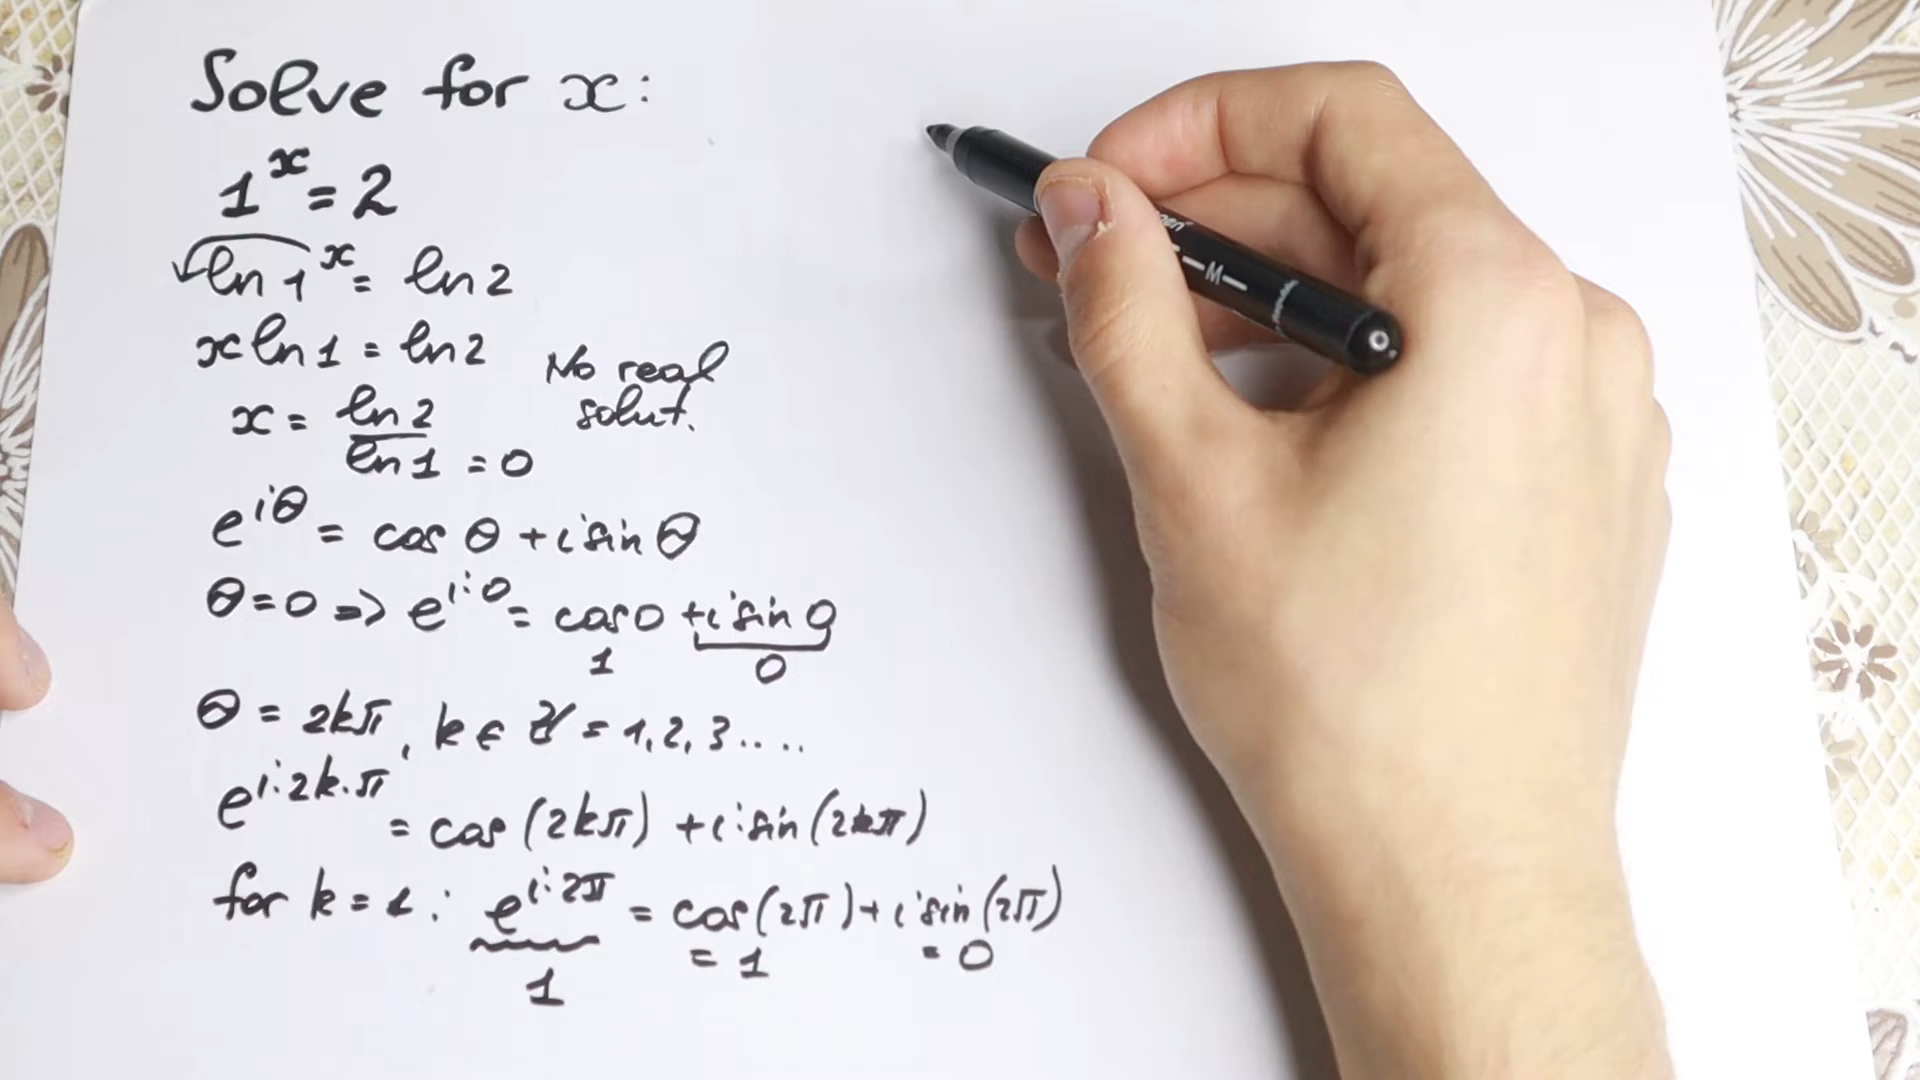 Solve for x:
1^x = 2
ln 1^x = ln 2
x ln 1 = ln 2
No real
solut.
x = ln 2 / ln 1 = 0
e^iθ = cos θ + i sin θ
θ = 0 => e^i·0 = cos 0 + i sin 0
1 0
θ = 2kπ, k ∈ Z = 1, 2, 3 ....
e^i·2k·π = cos (2kπ) + i·sin (2kπ)
for k = 1: e^i·2π = cos (2π) + i sin (2π)
1 = 1 = 0
M